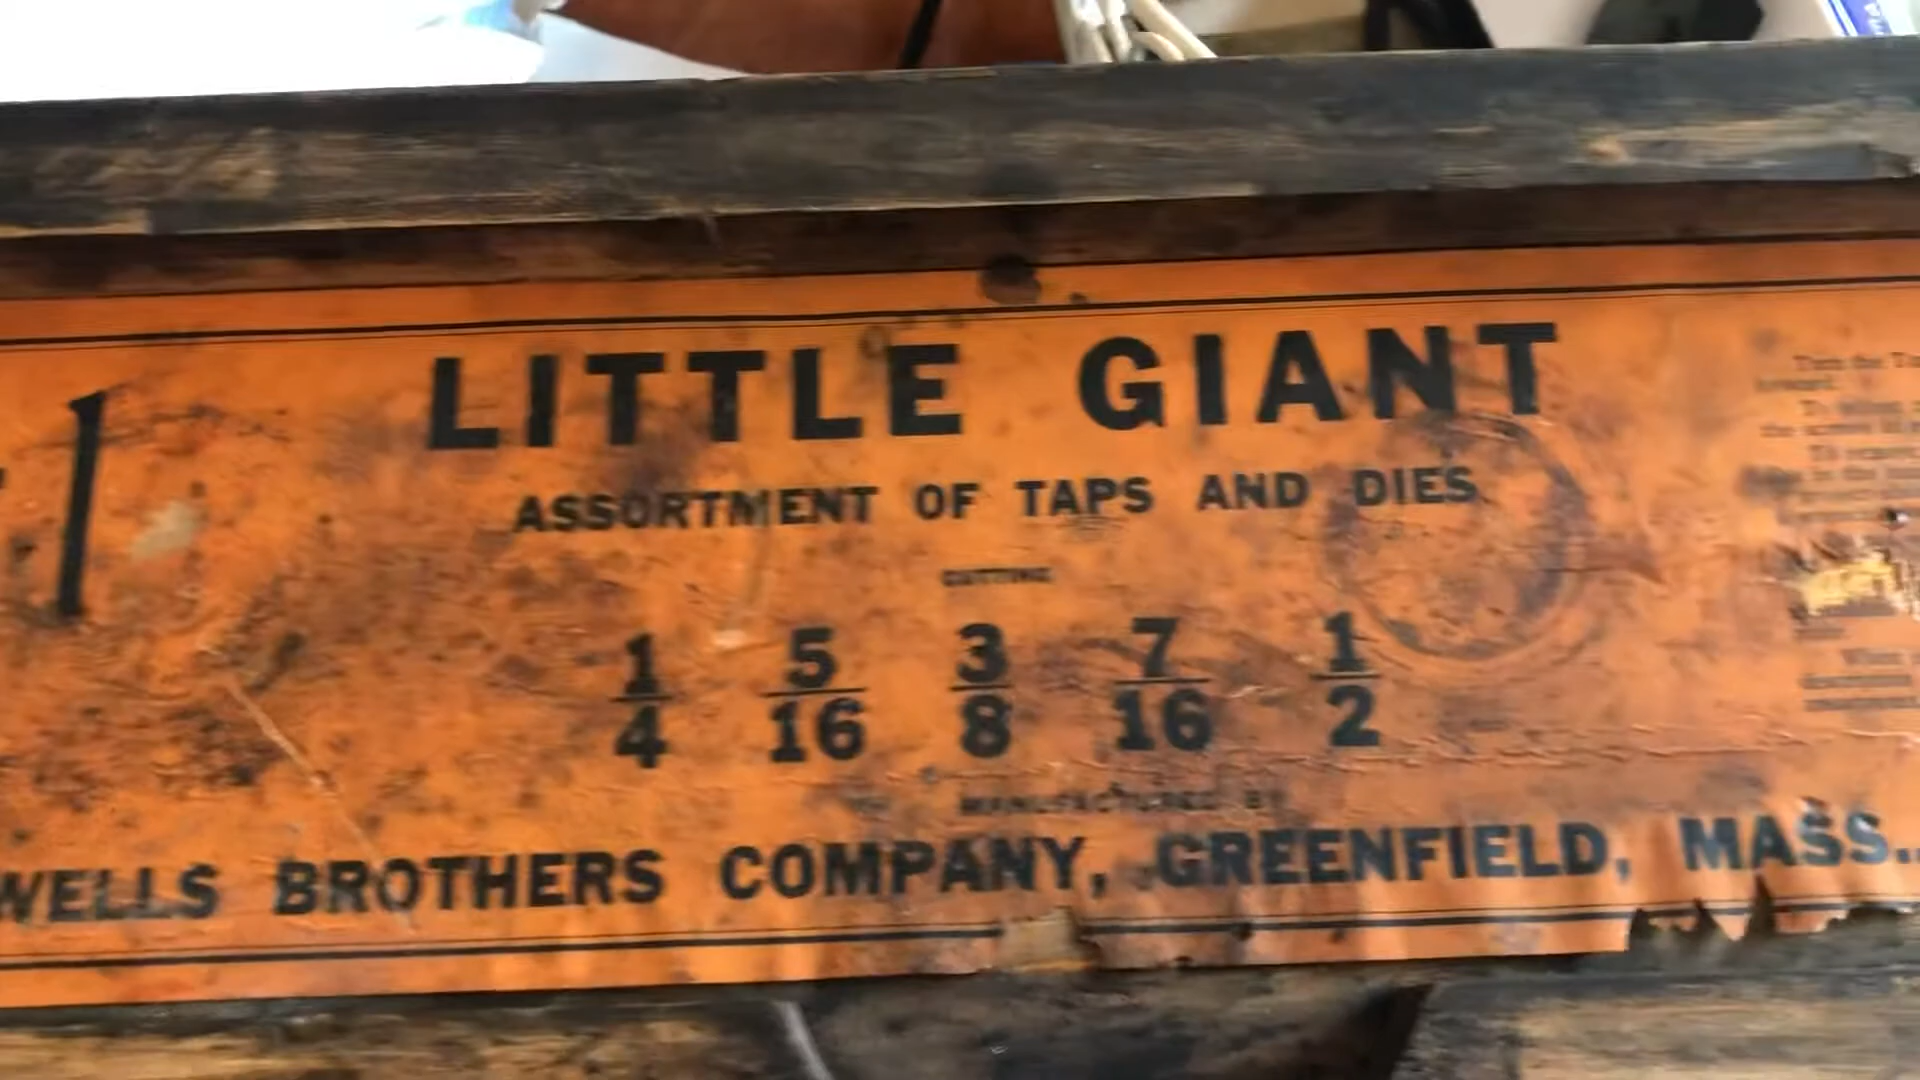 LITTLE GIANT
ASSORTMENT OF TAPS AND DIES
CUTTING
1/4 5/16 3/8 7/16 1/2
MANUFACTURED BY
WELLS BROTHERS COMPANY, GREENFIELD, MASS.